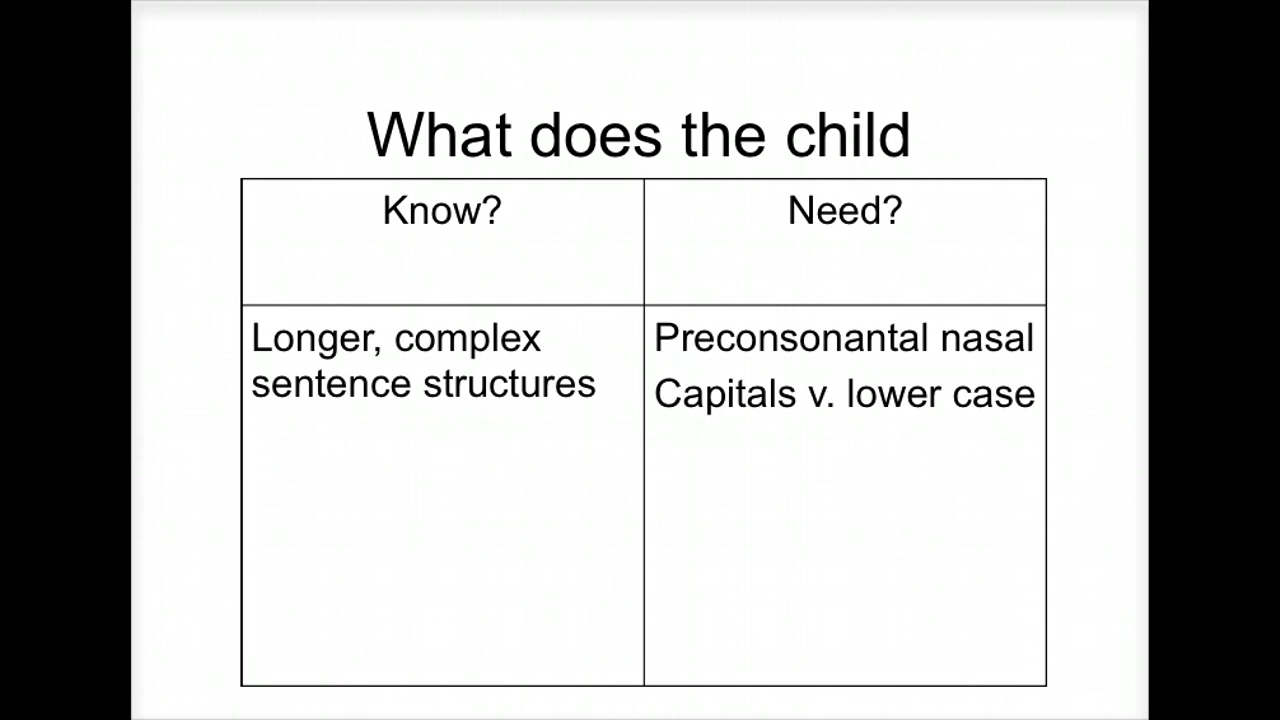 What does the child
Know?
Need?
Longer, complex
sentence structures
Preconsonantal nasal
Capitals v. lower case